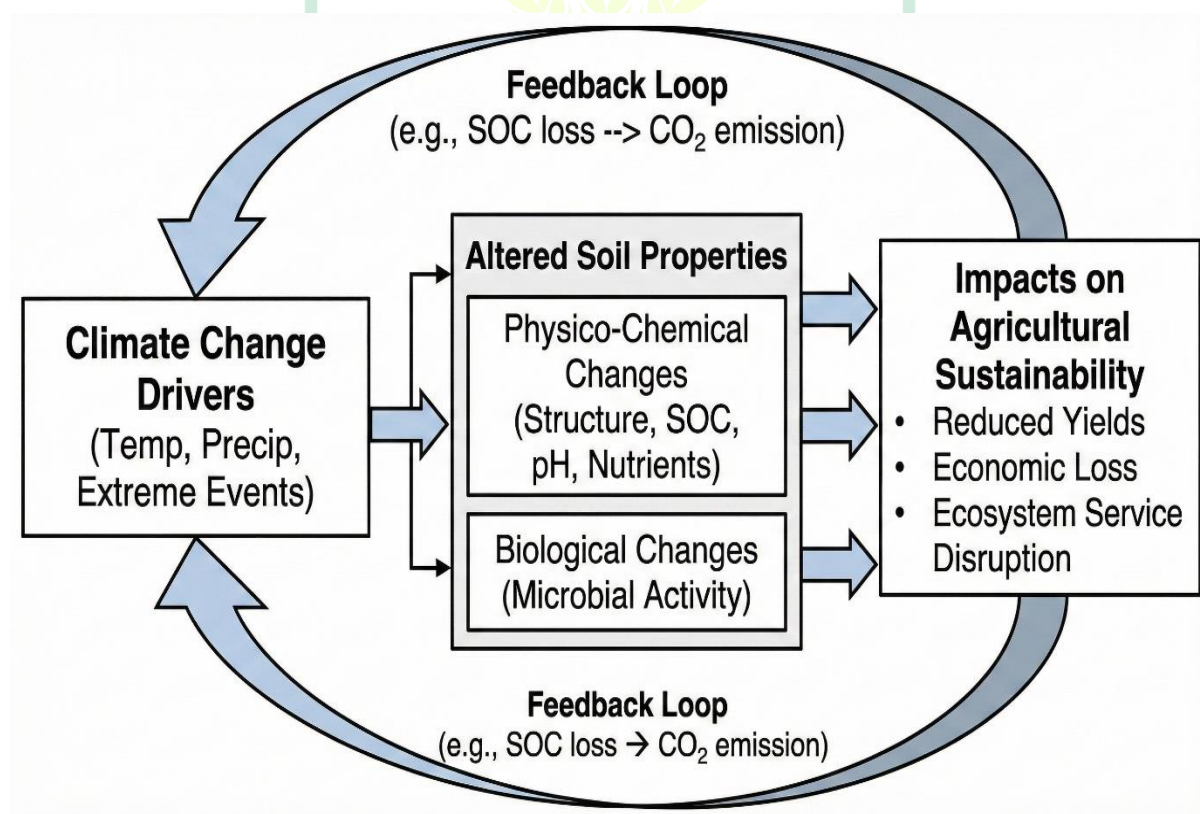 Feedback Loop
(e.g., SOC loss --> CO₂ emission)
Climate Change
Drivers
(Temp, Precip,
Extreme Events)
Altered Soil Properties
Physico-Chemical
Changes
(Structure, SOC,
pH, Nutrients)
Biological Changes
(Microbial Activity)
Impacts on
Agricultural
Sustainability
• Reduced Yields
• Economic Loss
• Ecosystem Service
Disruption
Feedback Loop
(e.g., SOC loss → CO₂ emission)